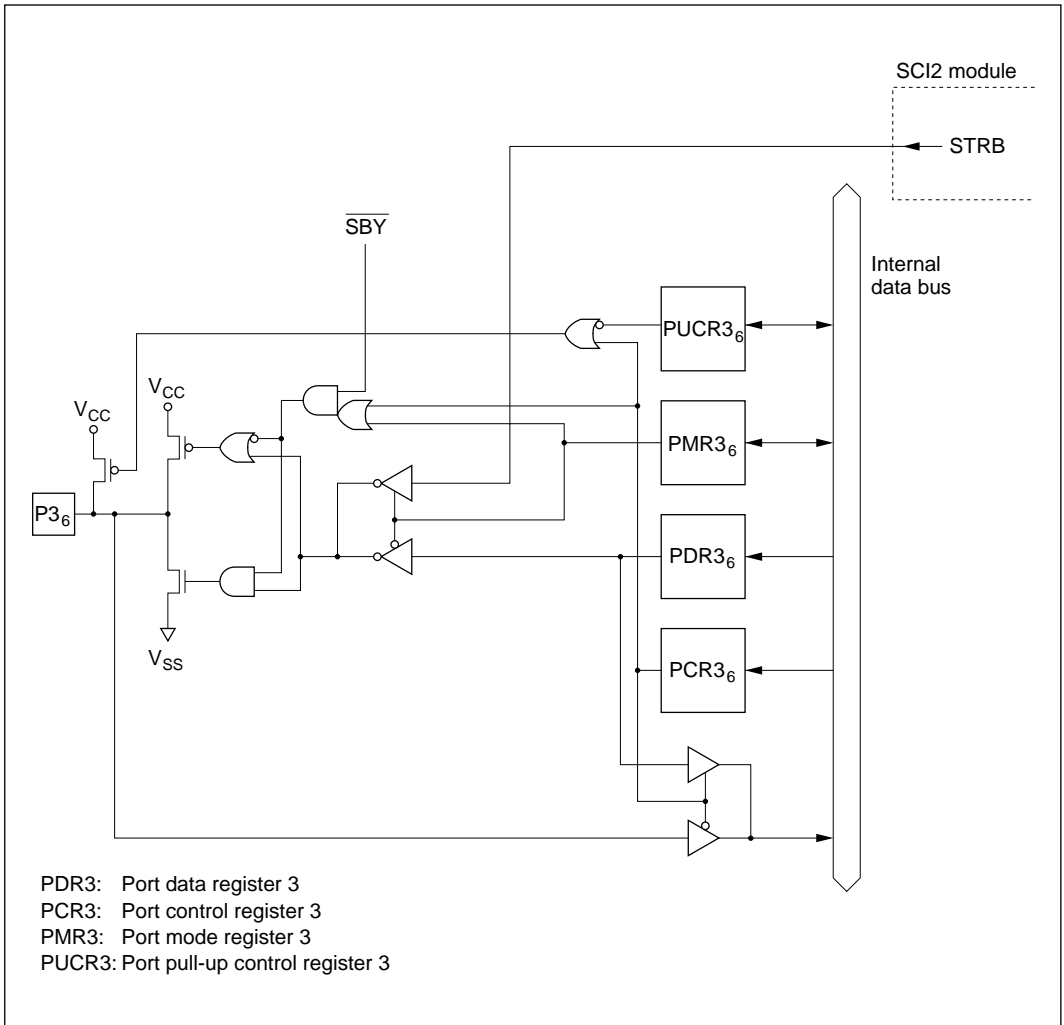 SCI2 module
STRB
SBY
Internal
data bus
PUCR3₆
VCC
VCC
PMR3₆
P3₆
PDR3₆
PCR3₆
VSS
PDR3: Port data register 3
PCR3: Port control register 3
PMR3: Port mode register 3
PUCR3: Port pull-up control register 3